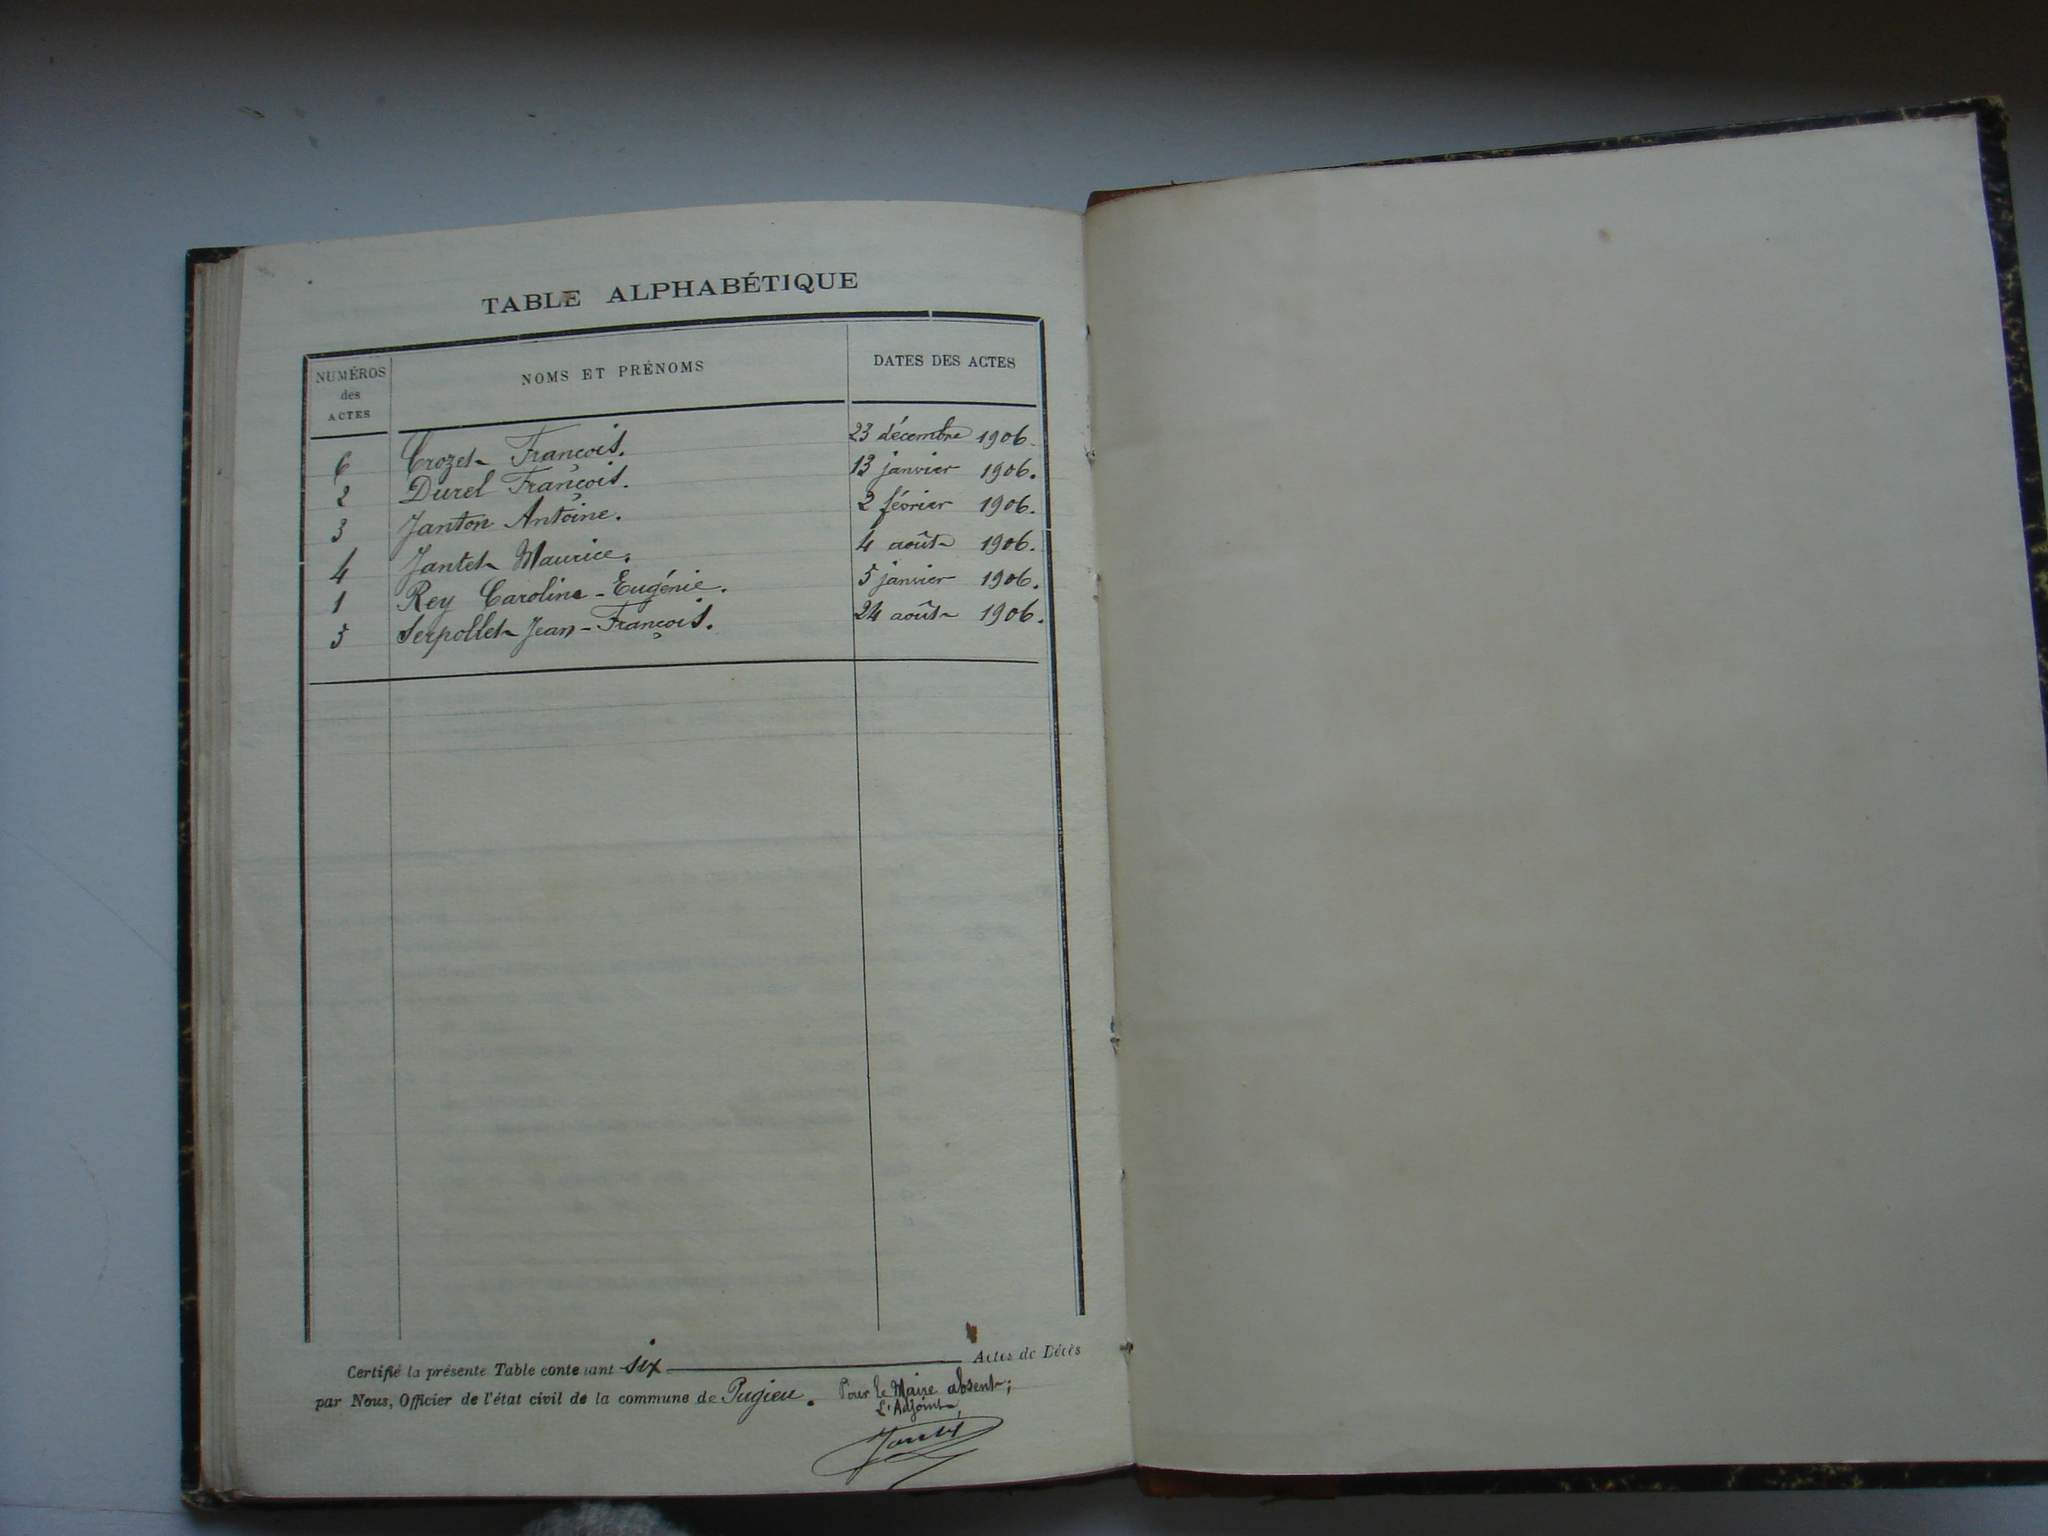 TABLE ALPHABÉTIQUE
NUMÉROS des ACTES NOMS ET PRÉNOMS DATES DES ACTES
6 Crozet François. 23 décembre 1906.
2 Durel François. 13 janvier 1906.
3 Janton Antoine. 2 février 1906.
4 Jantet Maurice. 4 août 1906.
1 Rey Caroline-Eugénie. 5 janvier 1906.
5 Serpollet Jean-François. 24 août 1906.
Certifié la présente Table contenant six Actes de Décès
par Nous, Officier de l'état civil de la commune de Pugieu. Pour le Maire absent;
L'Adjoint,
Jantet